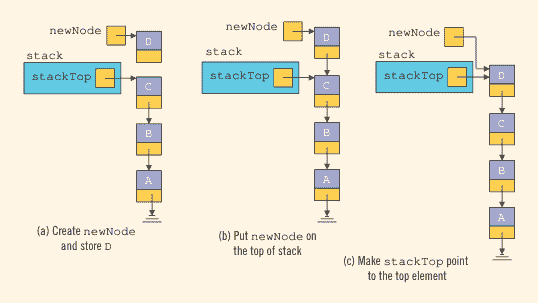 newNode
D
stack
stackTop
C
B
A
(a) Create newNode
and store D
newNode
D
stack
stackTop
C
B
A
(b) Put newNode on
the top of stack
newNode
stack
stackTop
D
C
B
A
(c) Make stackTop point
to the top element